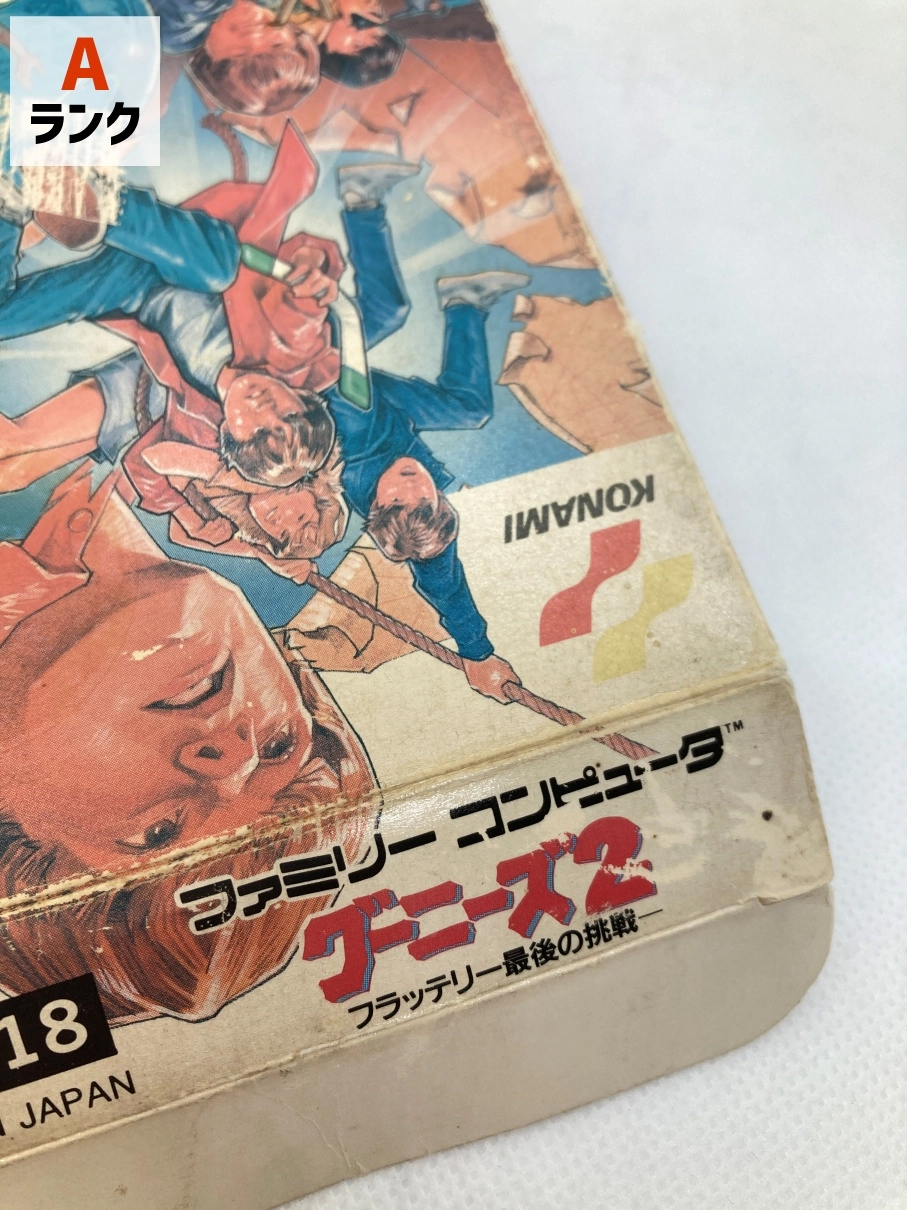 A
ランク
KONAMI
ファミリー コンピュータ™
グーニーズ2
フラッテリー最後の挑戦―
18
JAPAN